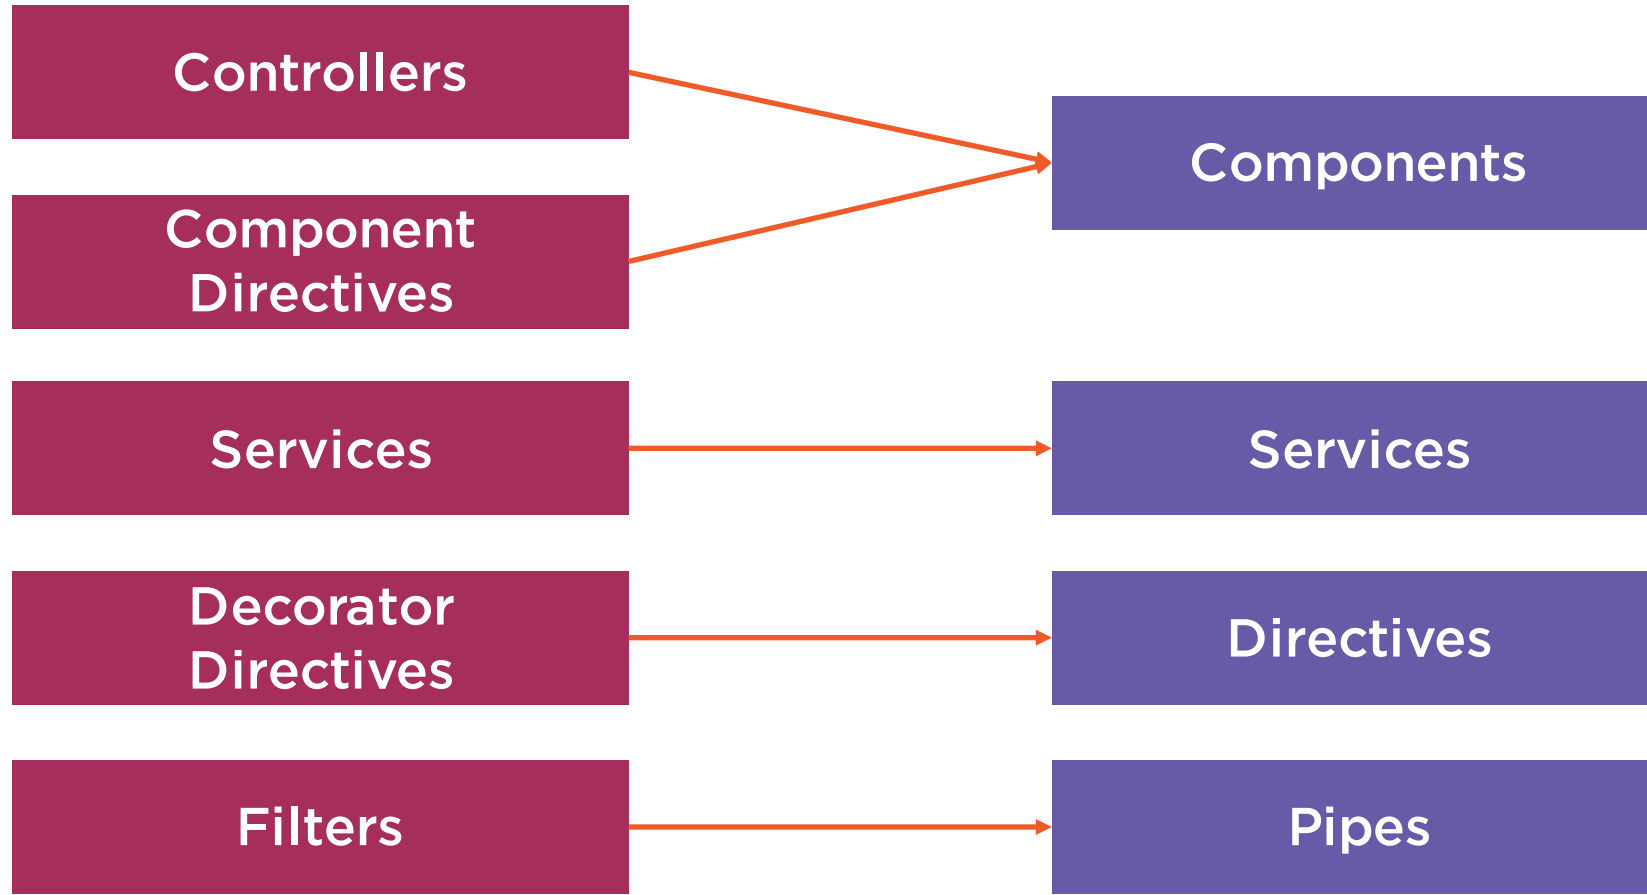 Controllers
Components
Component
Directives
Services
Services
Decorator
Directives
Directives
Filters
Pipes